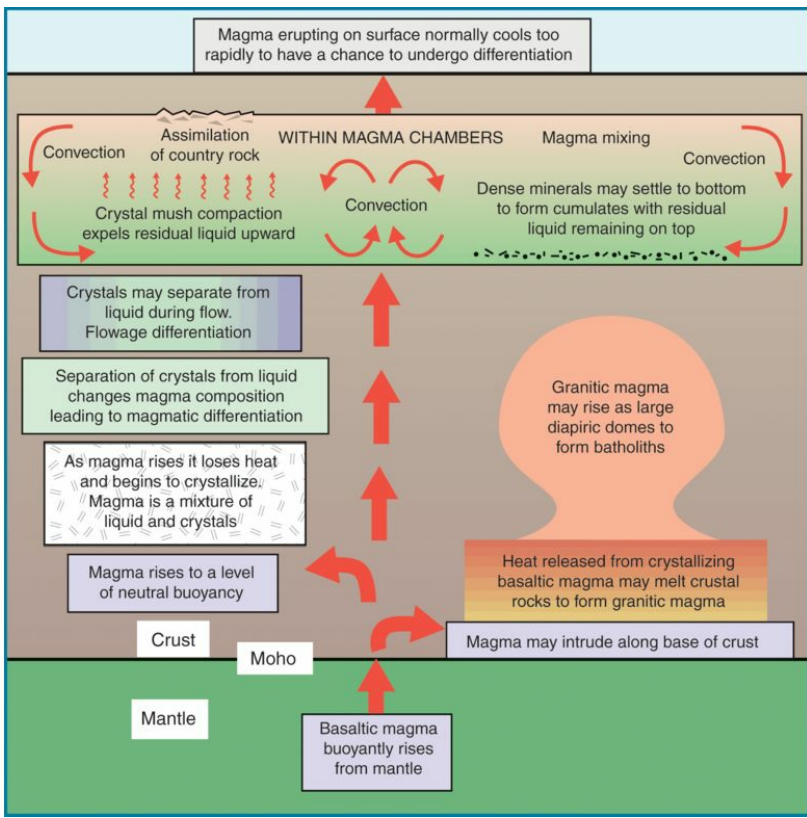 Magma erupting on surface normally cools too
rapidly to have a chance to undergo differentiation
Convection
Assimilation
of country rock
WITHIN MAGMA CHAMBERS
Magma mixing
Convection
Crystal mush compaction
expels residual liquid upward
Convection
Dense minerals may settle to bottom
to form cumulates with residual
liquid remaining on top
Crystals may separate from
liquid during flow.
Flowage differentiation
Separation of crystals from liquid
changes magma composition
leading to magmatic differentiation
As magma rises it loses heat
and begins to crystallize.
Magma is a mixture of
liquid and crystals
Magma rises to a level
of neutral buoyancy
Granitic magma
may rise as large
diapiric domes to
form batholiths
Heat released from crystallizing
basaltic magma may melt crustal
rocks to form granitic magma
Magma may intrude along base of crust
Crust
Moho
Mantle
Basaltic magma
buoyantly rises
from mantle